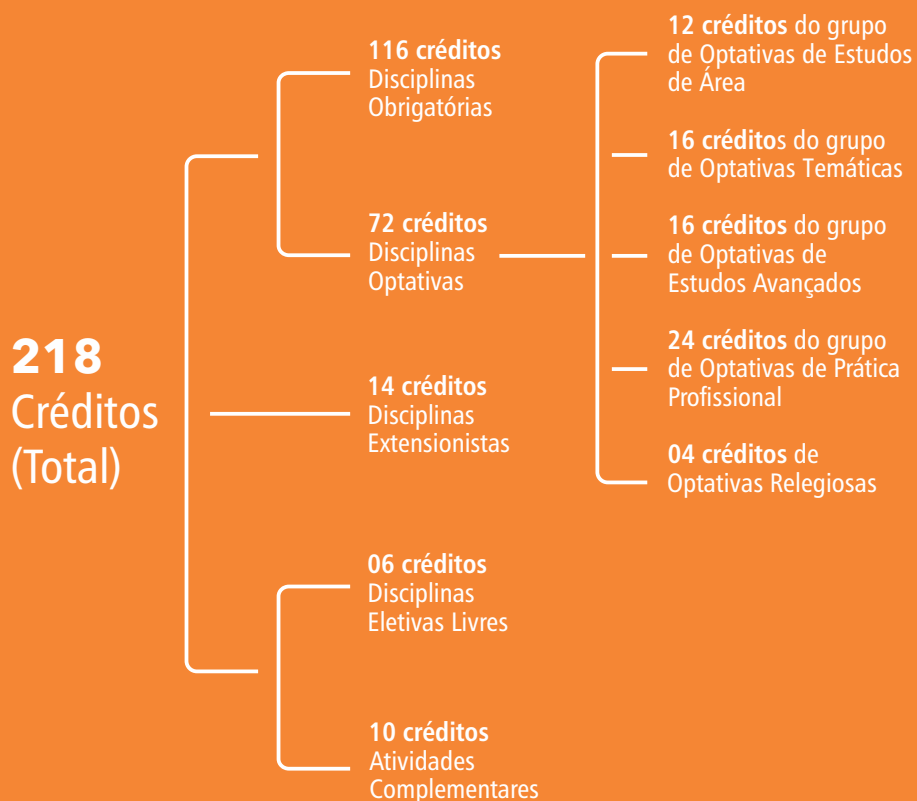 218
Créditos
(Total)
116 créditos
Disciplinas
Obrigatórias
72 créditos
Disciplinas
Optativas
14 créditos
Disciplinas
Extensionistas
06 créditos
Disciplinas
Eletivas Livres
10 créditos
Atividades
Complementares
12 créditos do grupo
de Optativas de Estudos
de Área
16 créditos do grupo
de Optativas Temáticas
16 créditos do grupo
de Optativas de
Estudos Avançados
24 créditos do grupo
de Optativas de Prática
Profissional
04 créditos de
Optativas Relegiosas